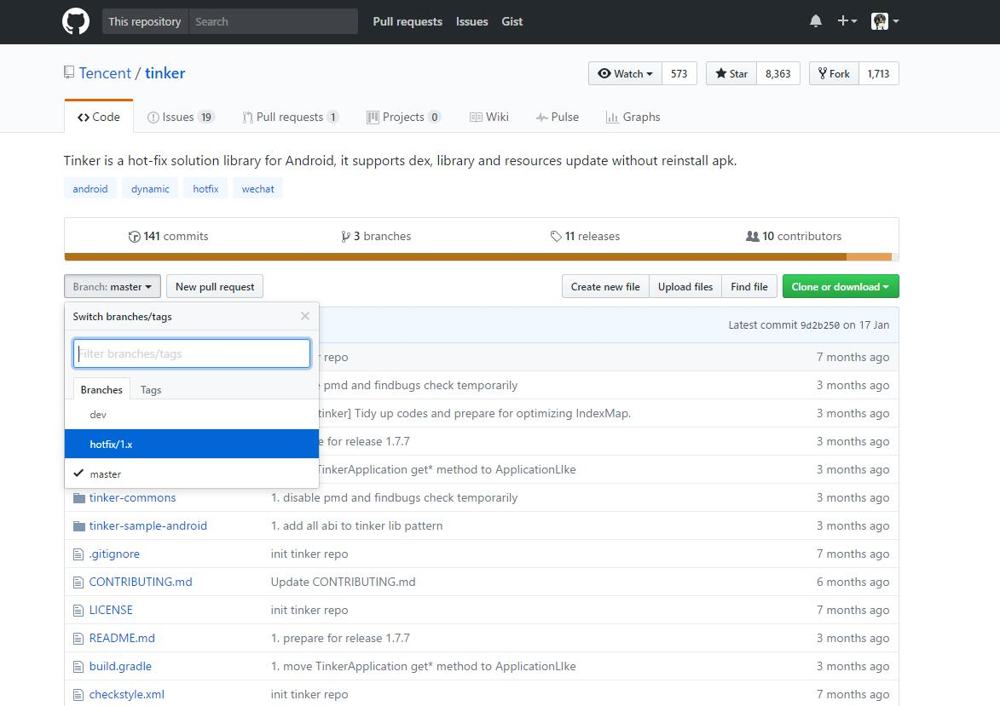 This repository Search Pull requests Issues Gist
Tencent / tinker Watch 573 Star 8,363 Fork 1,713
Code Issues 19 Pull requests 1 Projects 0 Wiki Pulse Graphs
Tinker is a hot-fix solution library for Android, it supports dex, library and resources update without reinstall apk.
android dynamic hotfix wechat
141 commits 3 branches 11 releases 10 contributors
Branch: master New pull request Create new file Upload files Find file Clone or download
Switch branches/tags
Latest commit 9d2b250 on 17 Jan
Filter branches/tags
repo 7 months ago
pmd and findbugs check temporarily 3 months ago
Branches Tags
tinker] Tidy up codes and prepare for optimizing IndexMap. 3 months ago
dev
for release 1.7.7 3 months ago
hotfix/1.x
TinkerApplication get* method to ApplicationLIke 3 months ago
master
tinker-commons 1. disable pmd and findbugs check temporarily 3 months ago
tinker-sample-android 1. add all abi to tinker lib pattern 3 months ago
.gitignore init tinker repo 7 months ago
CONTRIBUTING.md Update CONTRIBUTING.md 6 months ago
LICENSE init tinker repo 7 months ago
README.md 1. prepare for release 1.7.7 3 months ago
build.gradle 1. move TinkerApplication get* method to ApplicationLIke 3 months ago
checkstyle.xml init tinker repo 7 months ago